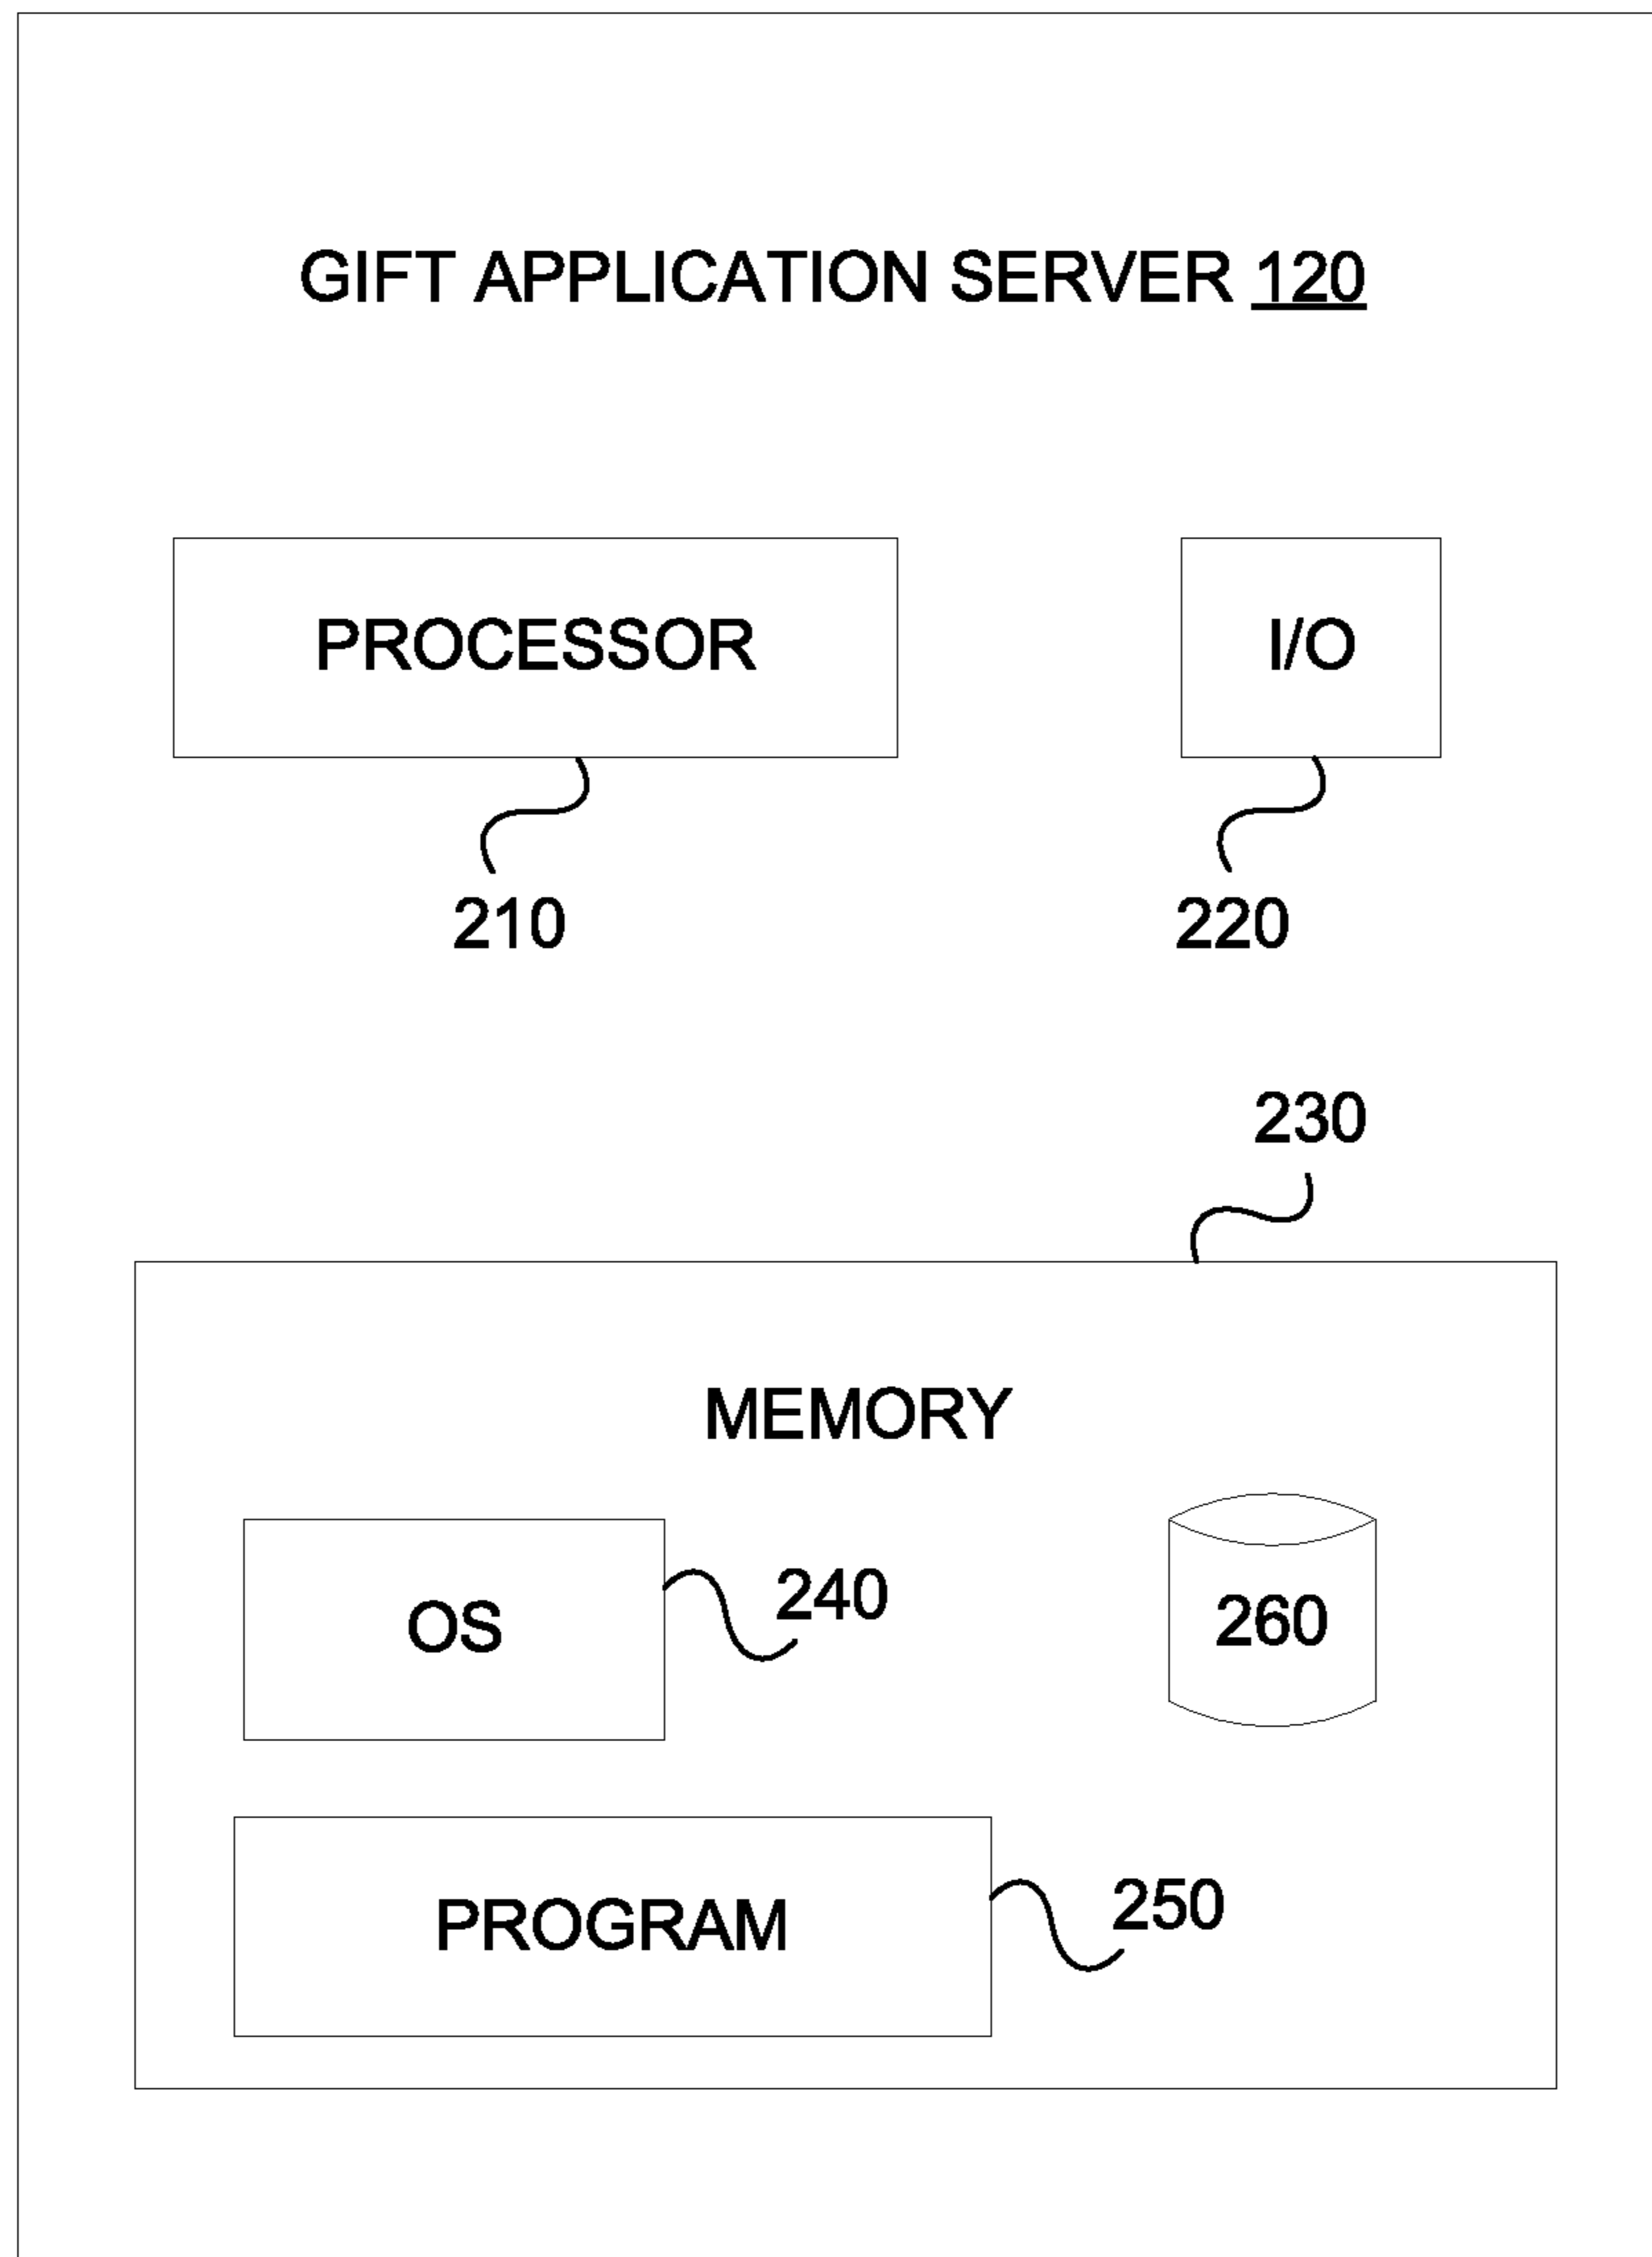 GIFT APPLICATION SERVER 120
PROCESSOR
I/O
210
220
230
MEMORY
OS
240
260
PROGRAM
250